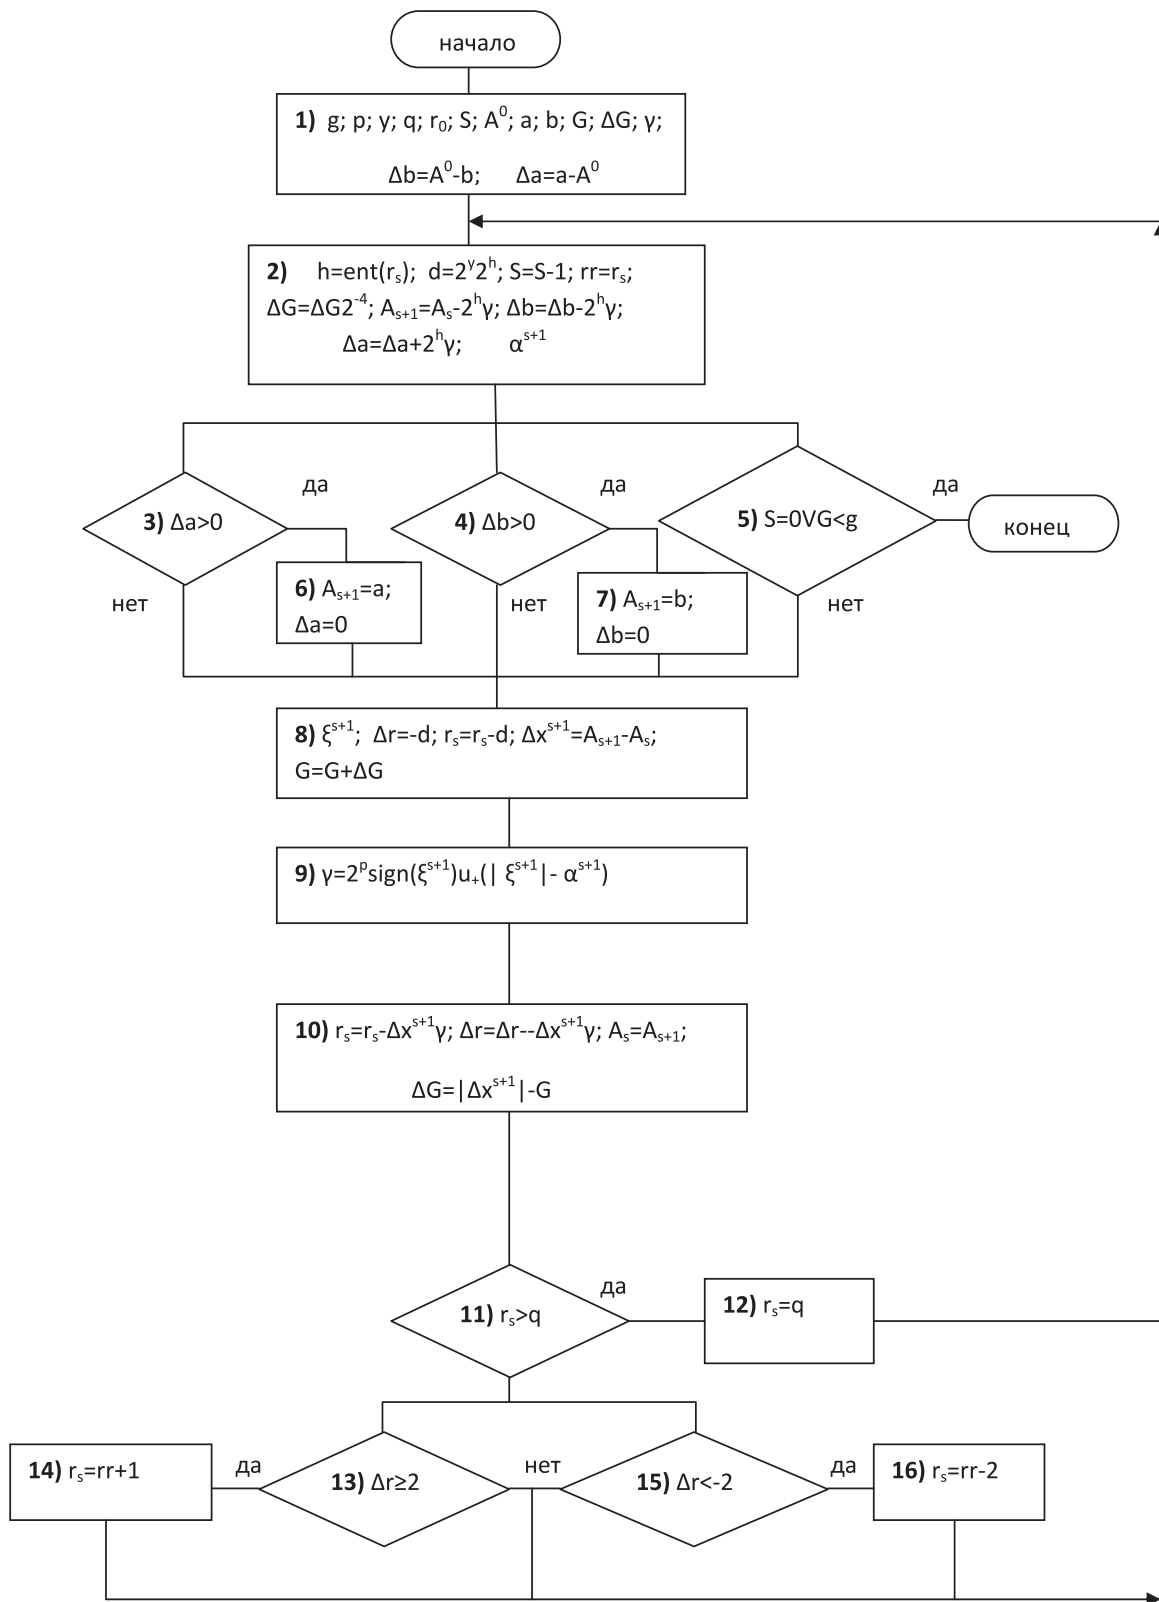 начало
1) g; p; y; q; r₀; S; A⁰; a; b; G; ΔG; γ;
Δb=A⁰-b; Δa=a-A⁰
2) h=ent(rₛ); d=2ʸ2ʰ; S=S-1; rr=rₛ;
ΔG=ΔG2⁻⁴; Aₛ₊₁=Aₛ-2ʰγ; Δb=Δb-2ʰγ;
Δa=Δa+2ʰγ; αˢ⁺¹
да
да
да
3) Δa>0
4) Δb>0
5) S=0VG<g
конец
нет
6) Aₛ₊₁=a;
Δa=0
нет
7) Aₛ₊₁=b;
Δb=0
нет
8) ξˢ⁺¹; Δr=-d; rₛ=rₛ-d; Δxˢ⁺¹=Aₛ₊₁-Aₛ;
G=G+ΔG
9) γ=2ᵖsign(ξˢ⁺¹)u₊(| ξˢ⁺¹|- αˢ⁺¹)
10) rₛ=rₛ-Δxˢ⁺¹γ; Δr=Δr--Δxˢ⁺¹γ; Aₛ=Aₛ₊₁;
ΔG=|Δxˢ⁺¹|-G
11) rₛ>q
да
12) rₛ=q
14) rₛ=rr+1
да
13) Δr≥2
нет
15) Δr<-2
да
16) rₛ=rr-2